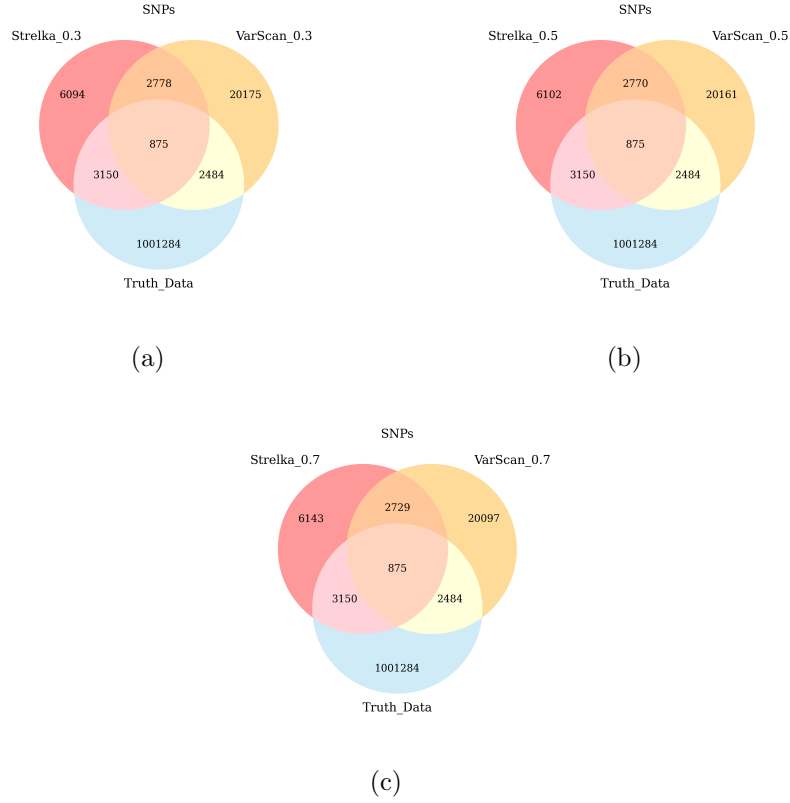 SNPs
Strelka_0.3
VarScan_0.3
2778
6094
20175
875
3150
2484
1001284
Truth_Data
(a)
SNPs
Strelka_0.5
VarScan_0.5
2770
6102
20161
875
3150
2484
1001284
Truth_Data
(b)
SNPs
Strelka_0.7
VarScan_0.7
2729
6143
20097
875
3150
2484
1001284
Truth_Data
(c)